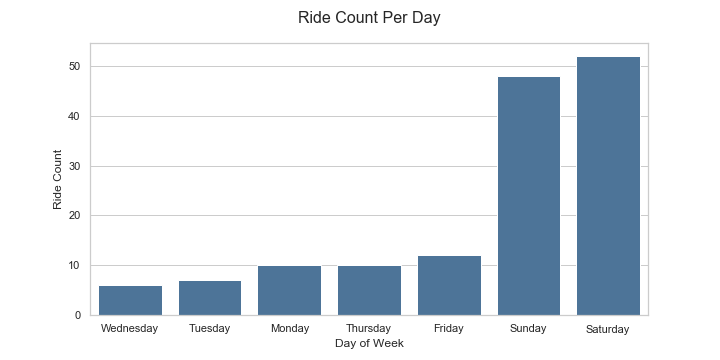 Ride Count Per Day
50
40
30
20
10
0
Ride Count
Wednesday Tuesday Monday Thursday Friday Sunday Saturday
Day of Week